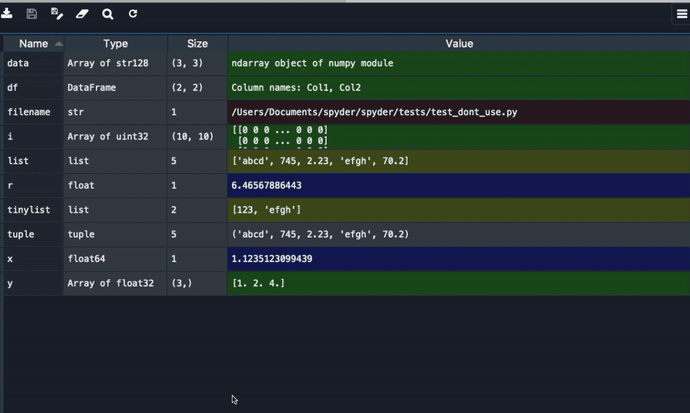 Name Type Size Value
data Array of str128 (3, 3) ndarray object of numpy module
df DataFrame (2, 2) Column names: Col1, Col2
filename str 1 /Users/Documents/spyder/spyder/tests/test_dont_use.py
i Array of uint32 (10, 10) [[0 0 0 ... 0 0 0]
[0 0 0 ... 0 0 0]
list list 5 ['abcd', 745, 2.23, 'efgh', 70.2]
r float 1 6.46567886443
tinylist list 2 [123, 'efgh']
tuple tuple 5 ('abcd', 745, 2.23, 'efgh', 70.2)
x float64 1 1.1235123099439
y Array of float32 (3,) [1. 2. 4.]